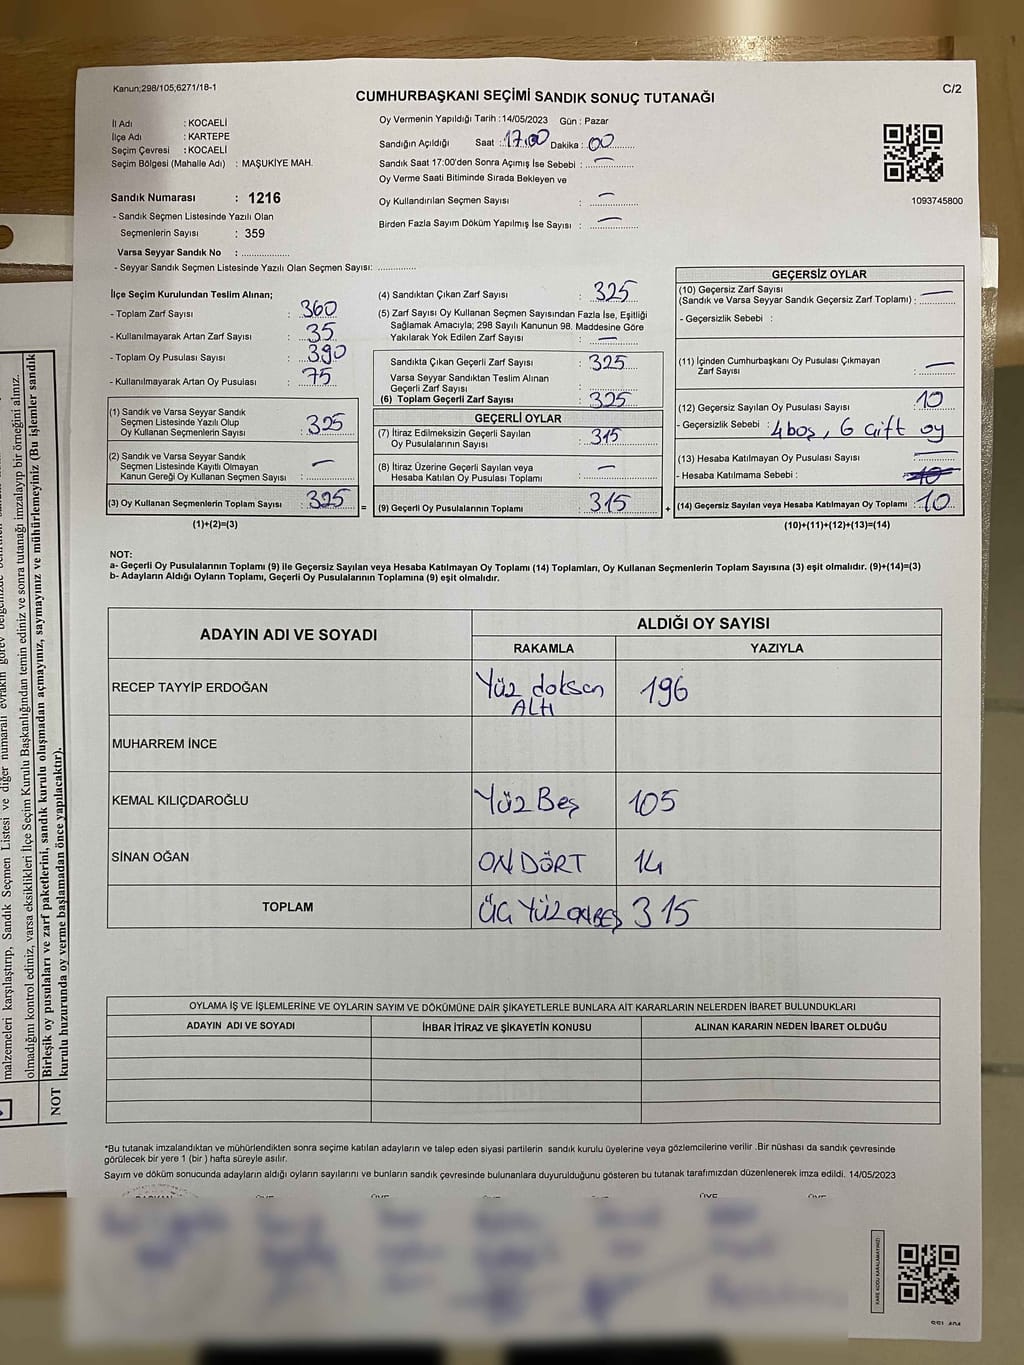 Kanun;298/105,6271/18-1
C/2
CUMHURBAŞKANI SEÇİMİ SANDIK SONUÇ TUTANAĞI
İl Adı : KOCAELİ
İlçe Adı : KARTEPE
Seçim Çevresi : KOCAELİ
Seçim Bölgesi (Mahalle Adı) : MAŞUKİYE MAH.
Sandık Numarası : 1216
- Sandık Seçmen Listesinde Yazılı Olan
Seçmenlerin Sayısı : 359
Varsa Seyyar Sandık No : ..................
- Seyyar Sandık Seçmen Listesinde Yazılı Olan Seçmen Sayısı: ..............
Oy Vermenin Yapıldığı Tarih :14/05/2023 Gün : Pazar
Sandığın Açıldığı Saat : 17.00 Dakika : 00
Sandık Saat 17:00'den Sonra Açımış İse Sebebi : —
Oy Verme Saati Bitiminde Sırada Bekleyen ve
Oy Kullandırılan Seçmen Sayısı : —
Birden Fazla Sayım Döküm Yapılmış İse Sayısı : —
1093745800
İlçe Seçim Kurulundan Teslim Alınan;
- Toplam Zarf Sayısı : 360
- Kullanılmayarak Artan Zarf Sayısı : 35
- Toplam Oy Pusulası Sayısı : 390
- Kullanılmayarak Artan Oy Pusulası : 75
(1) Sandık ve Varsa Seyyar Sandık
Seçmen Listesinde Yazılı Olup
Oy Kullanan Seçmenlerin Sayısı : 325
(2) Sandık ve Varsa Seyyar Sandık
Seçmen Listesinde Kayıtlı Olmayan
Kanun Gereği Oy Kullanan Seçmen Sayısı : —
(3) Oy Kullanan Seçmenlerin Toplam Sayısı : 325
(1)+(2)=(3)
=
(4) Sandıktan Çıkan Zarf Sayısı : 325
(5) Zarf Sayısı Oy Kullanan Seçmen Sayısından Fazla İse, Eşitliği
Sağlamak Amacıyla; 298 Sayılı Kanunun 98. Maddesine Göre
Yakılarak Yok Edilen Zarf Sayısı : —
Sandıkta Çıkan Geçerli Zarf Sayısı : 325
Varsa Seyyar Sandıktan Teslim Alınan
Geçerli Zarf Sayısı :
(6) Toplam Geçerli Zarf Sayısı : 325
GEÇERLİ OYLAR
(7) İtiraz Edilmeksizin Geçerli Sayılan
Oy Pusulalarının Sayısı : 315
(8) İtiraz Üzerine Geçerli Sayılan veya
Hesaba Katılan Oy Pusulası Toplamı : —
(9) Geçerli Oy Pusulalarının Toplamı : 315
+
GEÇERSİZ OYLAR
(10) Geçersiz Zarf Sayısı
(Sandık ve Varsa Seyyar Sandık Geçersiz Zarf Toplamı) : —
- Geçersizlik Sebebi :
(11) İçinden Cumhurbaşkanı Oy Pusulası Çıkmayan
Zarf Sayısı : —
(12) Geçersiz Sayılan Oy Pusulası Sayısı : 10
- Geçersizlik Sebebi : 4 boş, 6 çift oy
(13) Hesaba Katılmayan Oy Pusulası Sayısı : —
- Hesaba Katılmama Sebebi :
(14) Geçersiz Sayılan veya Hesaba Katılmayan Oy Toplamı : 10
(10)+(11)+(12)+(13)=(14)
NOT:
a- Geçerli Oy Pusulalarının Toplamı (9) ile Geçersiz Sayılan veya Hesaba Katılmayan Oy Toplamı (14) Toplamları, Oy Kullanan Seçmenlerin Toplam Sayısına (3) eşit olmalıdır. (9)+(14)=(3)
b- Adayların Aldığı Oyların Toplamı, Geçerli Oy Pusulalarının Toplamına (9) eşit olmalıdır.
ADAYIN ADI VE SOYADI
ALDIĞI OY SAYISI
RAKAMLA YAZIYLA
RECEP TAYYİP ERDOĞAN Yüz doksan ALTI 196
MUHARREM İNCE
KEMAL KILIÇDAROĞLU Yüz Beş 105
SİNAN OĞAN ON DÖRT 14
TOPLAM ÜÇ YÜZ ONBEŞ 315
OYLAMA İŞ VE İŞLEMLERİNE VE OYLARIN SAYIM VE DÖKÜMÜNE DAİR ŞİKAYETLERLE BUNLARA AİT KARARLARIN NELERDEN İBARET BULUNDUKLARI
ADAYIN ADI VE SOYADI İHBAR İTİRAZ VE ŞİKAYETİN KONUSU ALINAN KARARIN NEDEN İBARET OLDUĞU
*Bu tutanak imzalandıktan ve mühürlendikten sonra seçime katılan adayların ve talep eden siyasi partilerin sandık kurulu üyelerine veya gözlemcilerine verilir .Bir nüshası da sandık çevresinde
görülecek bir yere 1 (bir ) hafta süreyle asılır.
Sayım ve döküm sonucunda adayların aldığı oyların sayılarını ve bunların sandık çevresinde bulunanlara duyurulduğunu gösteren bu tutanak tarafımızdan düzenlenerek imza edildi. 14/05/2023
KARE KODU KARALAMAYINIZ!
malzemeleri karşılaştırıp, Sandık Seçmen Listesi ve diğer numaralı evrakın
olmadığını kontrol ediniz, varsa eksiklikleri İlçe Seçim Kurulu Başkanlığından temin ediniz ve sonra tutanağı imzalayıp bir örneğini alınız.
Birleşik oy pusulaları ve zarf paketlerini, sandık kurulu oluşmadan açmayınız, saymayınız ve mühürlemeyiniz (Bu işlemler sandık
kurulu huzurunda oy verme başlamadan önce yapılacaktır).
NOT